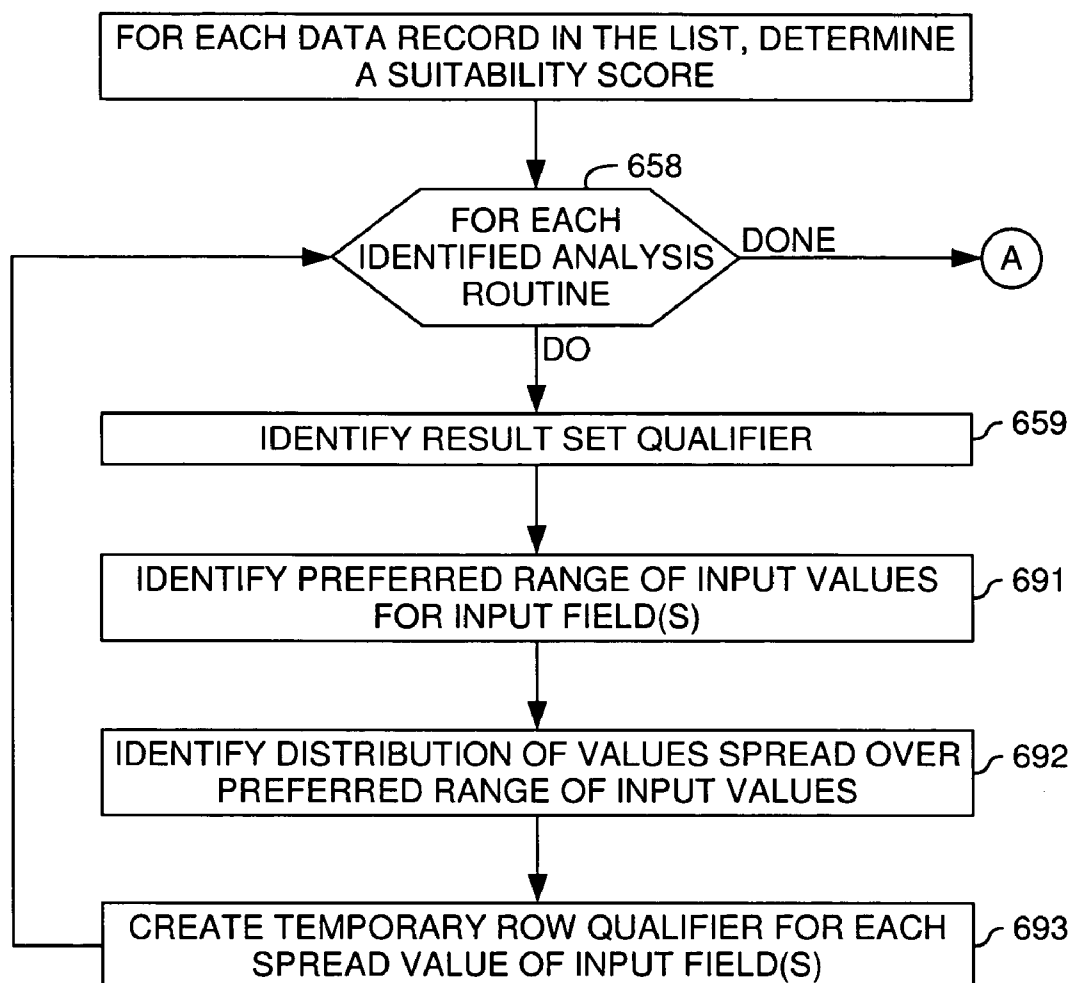 FOR EACH DATA RECORD IN THE LIST, DETERMINE
A SUITABILITY SCORE
658
FOR EACH
IDENTIFIED ANALYSIS
ROUTINE
DONE
A
DO
IDENTIFY RESULT SET QUALIFIER
659
IDENTIFY PREFERRED RANGE OF INPUT VALUES
FOR INPUT FIELD(S)
691
IDENTIFY DISTRIBUTION OF VALUES SPREAD OVER
PREFERRED RANGE OF INPUT VALUES
692
CREATE TEMPORARY ROW QUALIFIER FOR EACH
SPREAD VALUE OF INPUT FIELD(S)
693